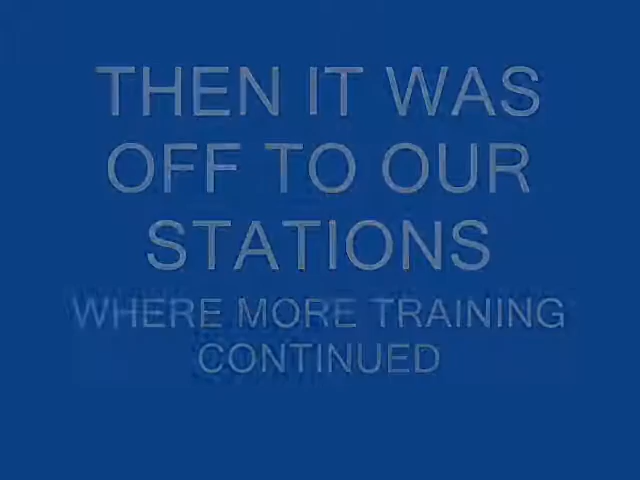 THEN IT WAS
OFF TO OUR
STATIONS
WHERE MORE TRAINING
CONTINUED